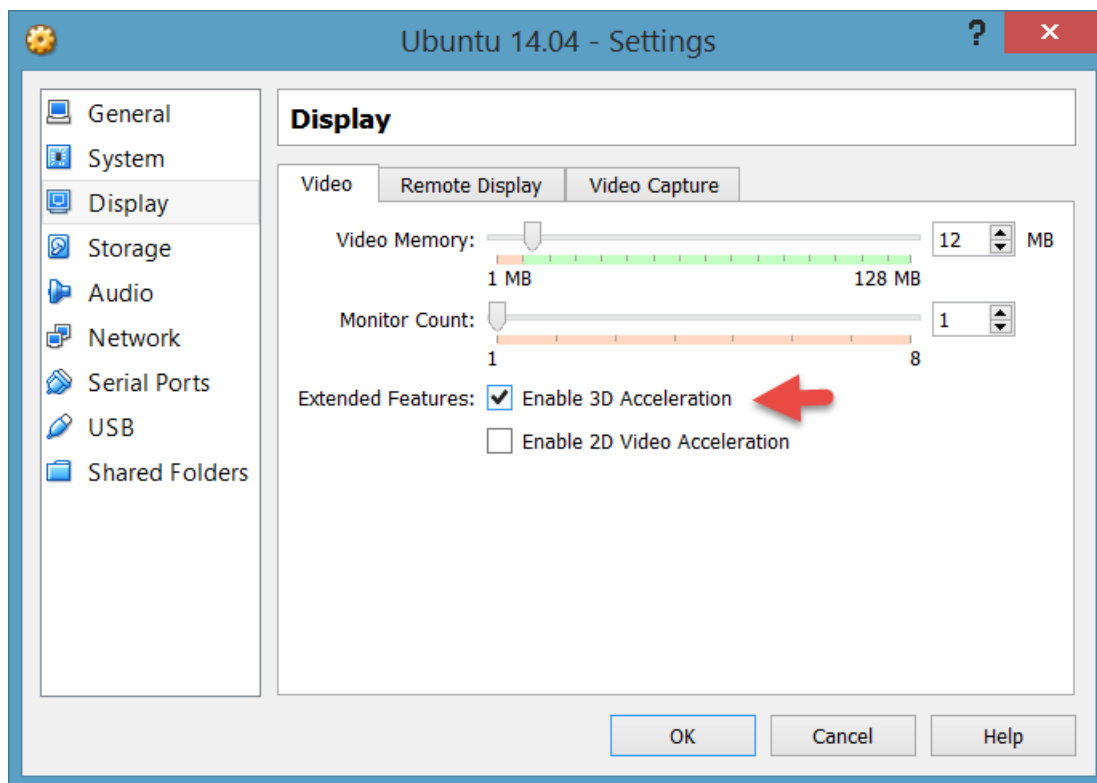 Ubuntu 14.04 - Settings
?
General
System
Display
Storage
Audio
Network
Serial Ports
USB
Shared Folders
Display
Video Remote Display Video Capture
Video Memory: 12 MB
1 MB 128 MB
Monitor Count: 1
1 8
Extended Features: Enable 3D Acceleration
Enable 2D Video Acceleration
OK Cancel Help